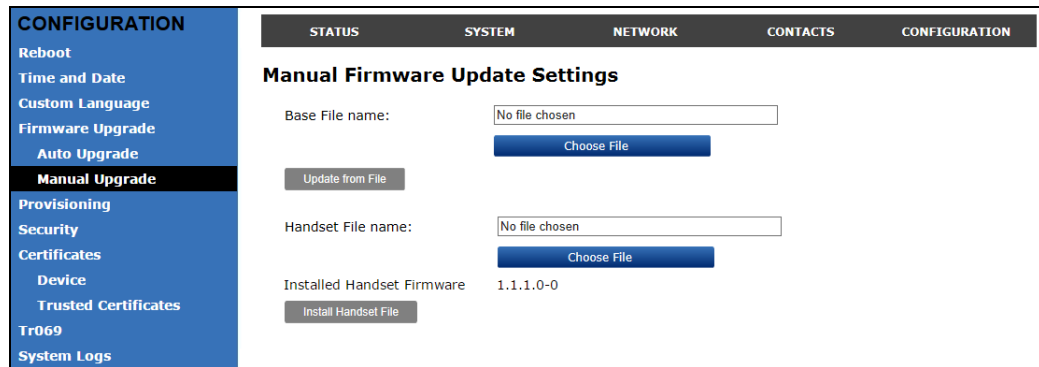 CONFIGURATION
Reboot
Time and Date
Custom Language
Firmware Upgrade
Auto Upgrade
Manual Upgrade
Provisioning
Security
Certificates
Device
Trusted Certificates
Tr069
System Logs
STATUS SYSTEM NETWORK CONTACTS CONFIGURATION
Manual Firmware Update Settings
Base File name: No file chosen
Choose File
Update from File
Handset File name: No file chosen
Choose File
Installed Handset Firmware 1.1.1.0-0
Install Handset File